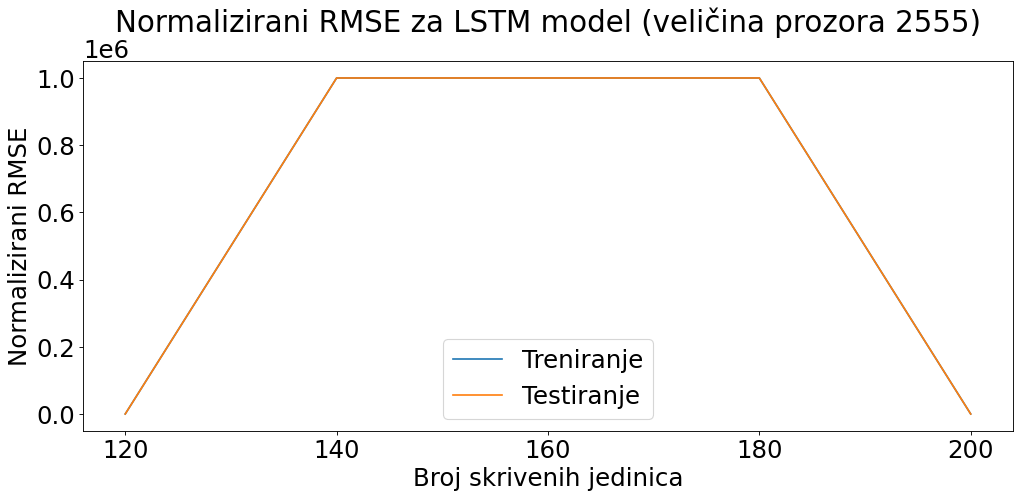 Normalizirani RMSE za LSTM model (veličina prozora 2555)
1e6
Normalizirani RMSE
1.0
0.8
0.6
0.4
0.2
0.0
Treniranje
Testiranje
120 140 160 180 200
Broj skrivenih jedinica